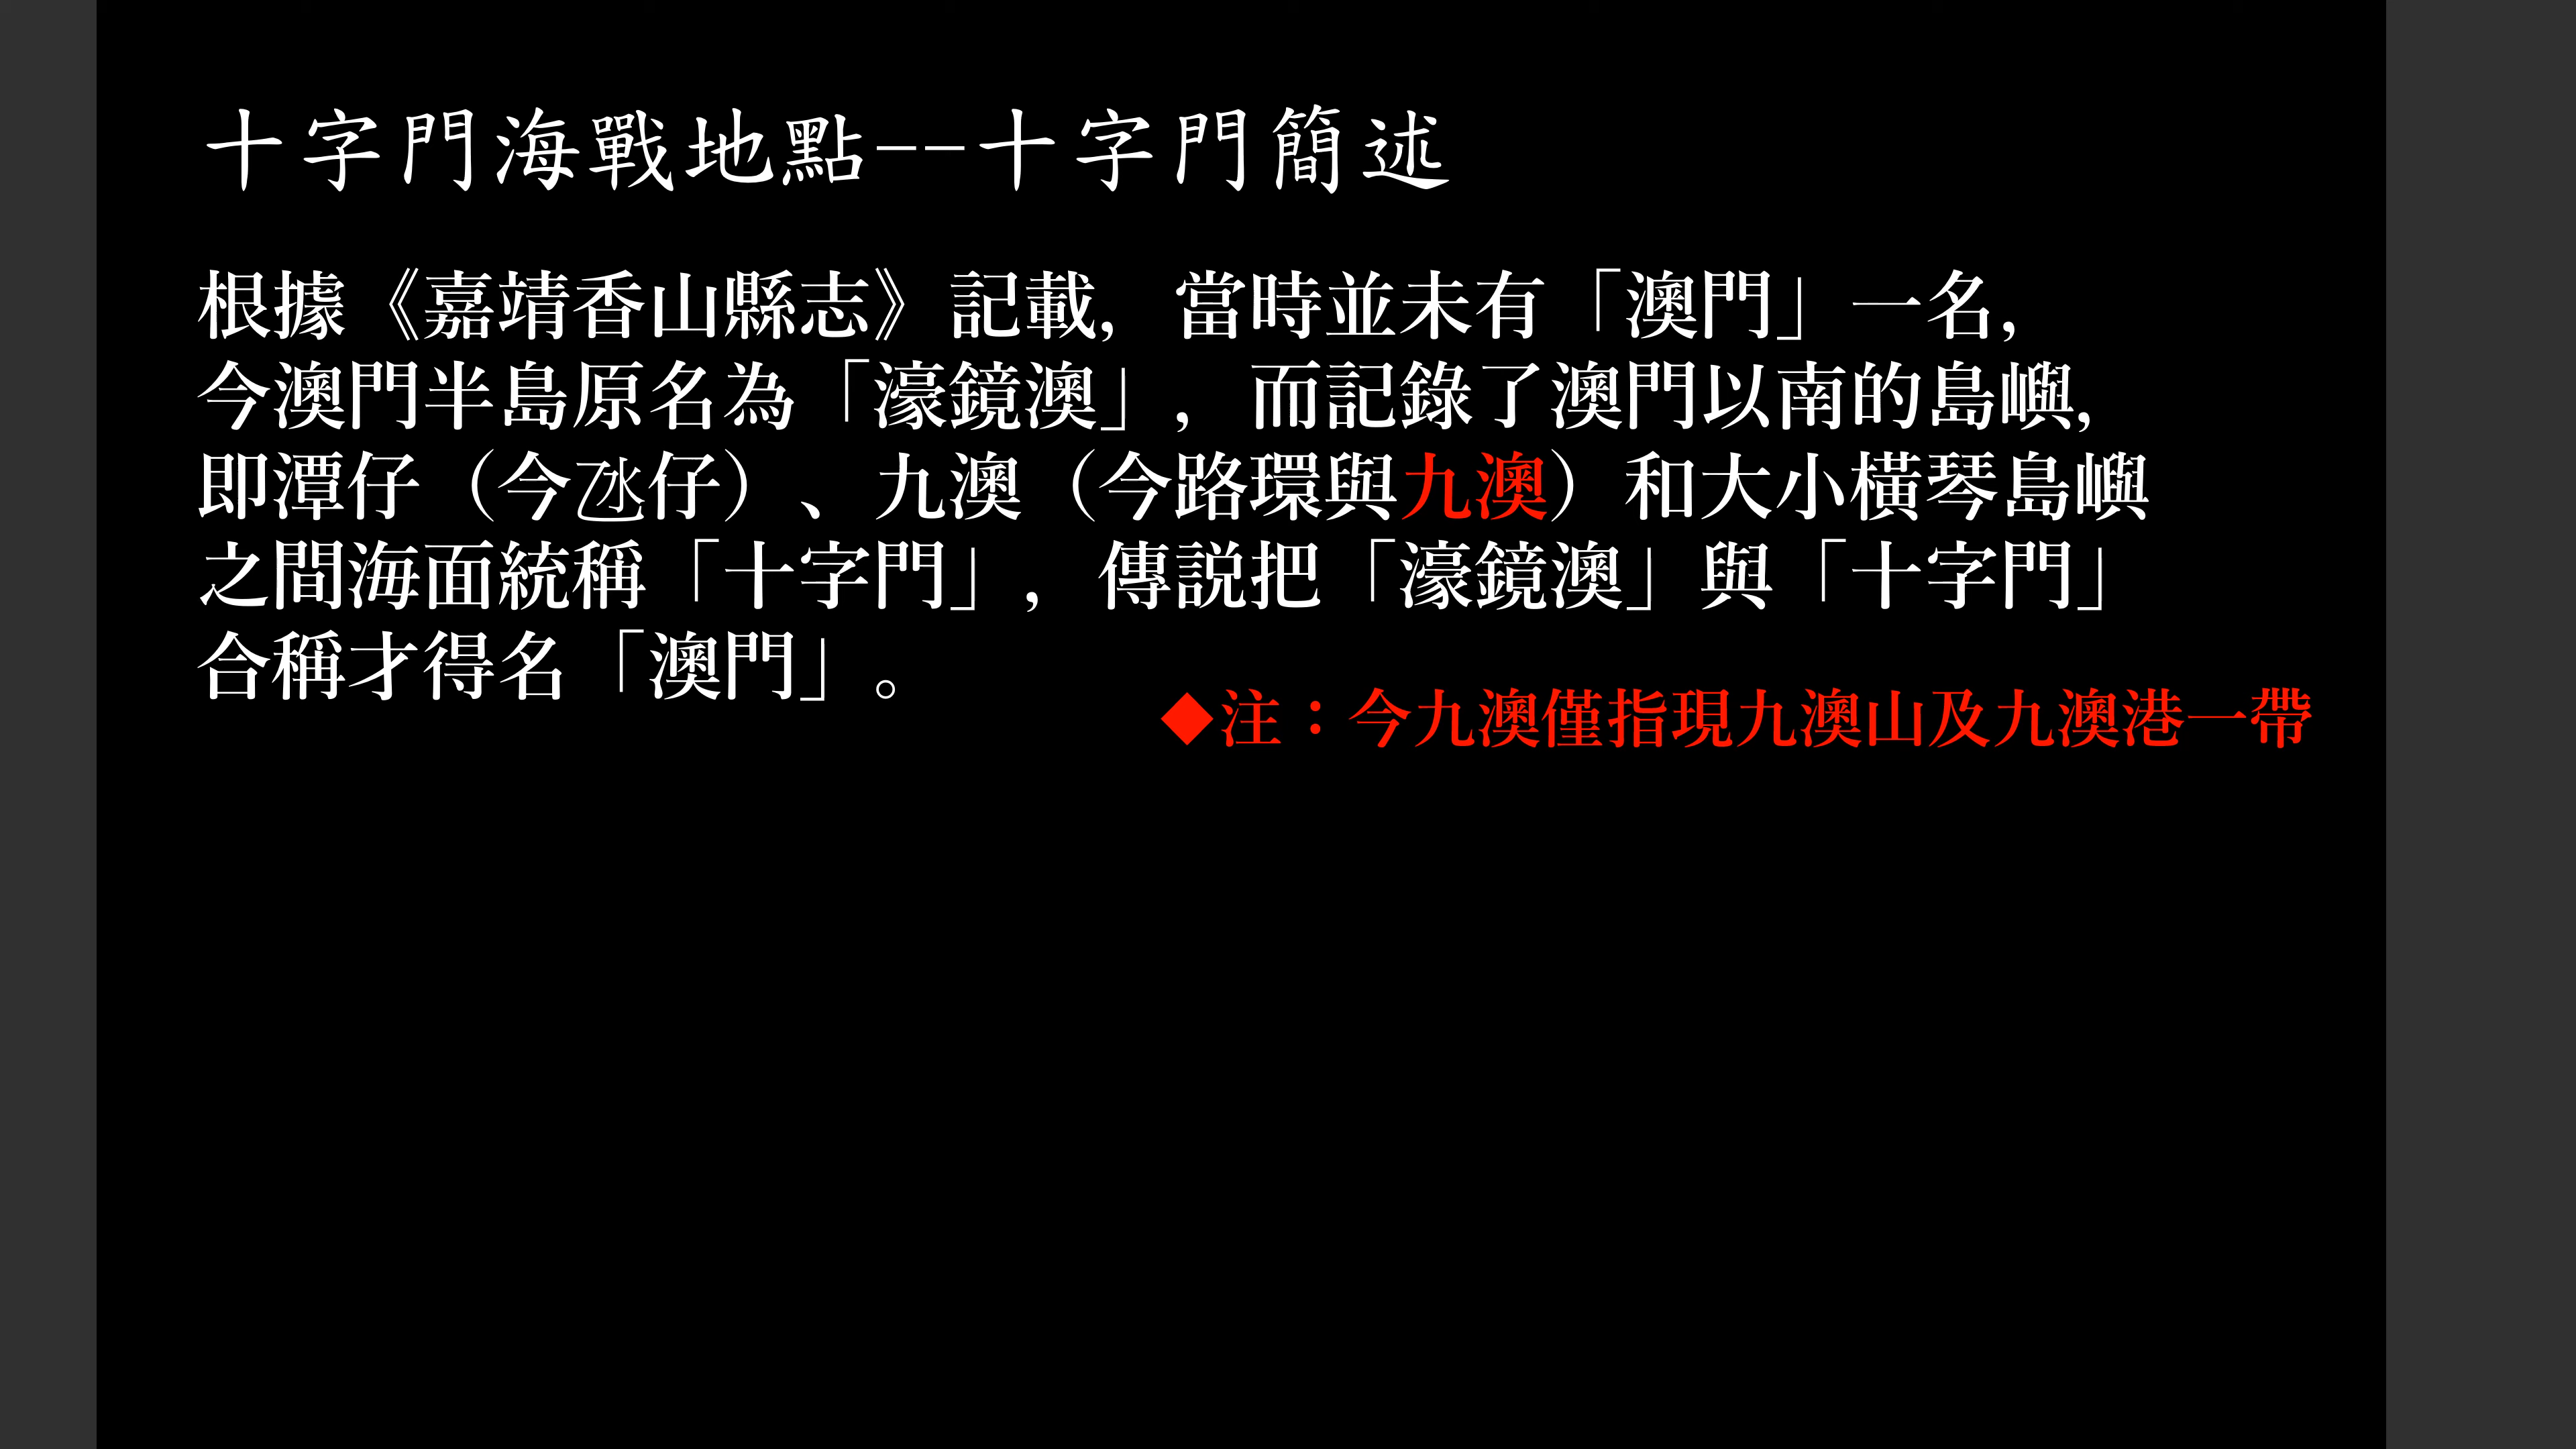 十字門海戰地點--十字門簡述
根據《嘉靖香山縣志》記載，當時並未有「澳門」一名，
今澳門半島原名為「濠鏡澳」，而記錄了澳門以南的島嶼，
即潭仔（今氹仔）、九澳（今路環與九澳）和大小橫琴島嶼
之間海面統稱「十字門」，傳説把「濠鏡澳」與「十字門」
合稱才得名「澳門」。
◆注：今九澳僅指現九澳山及九澳港一帶